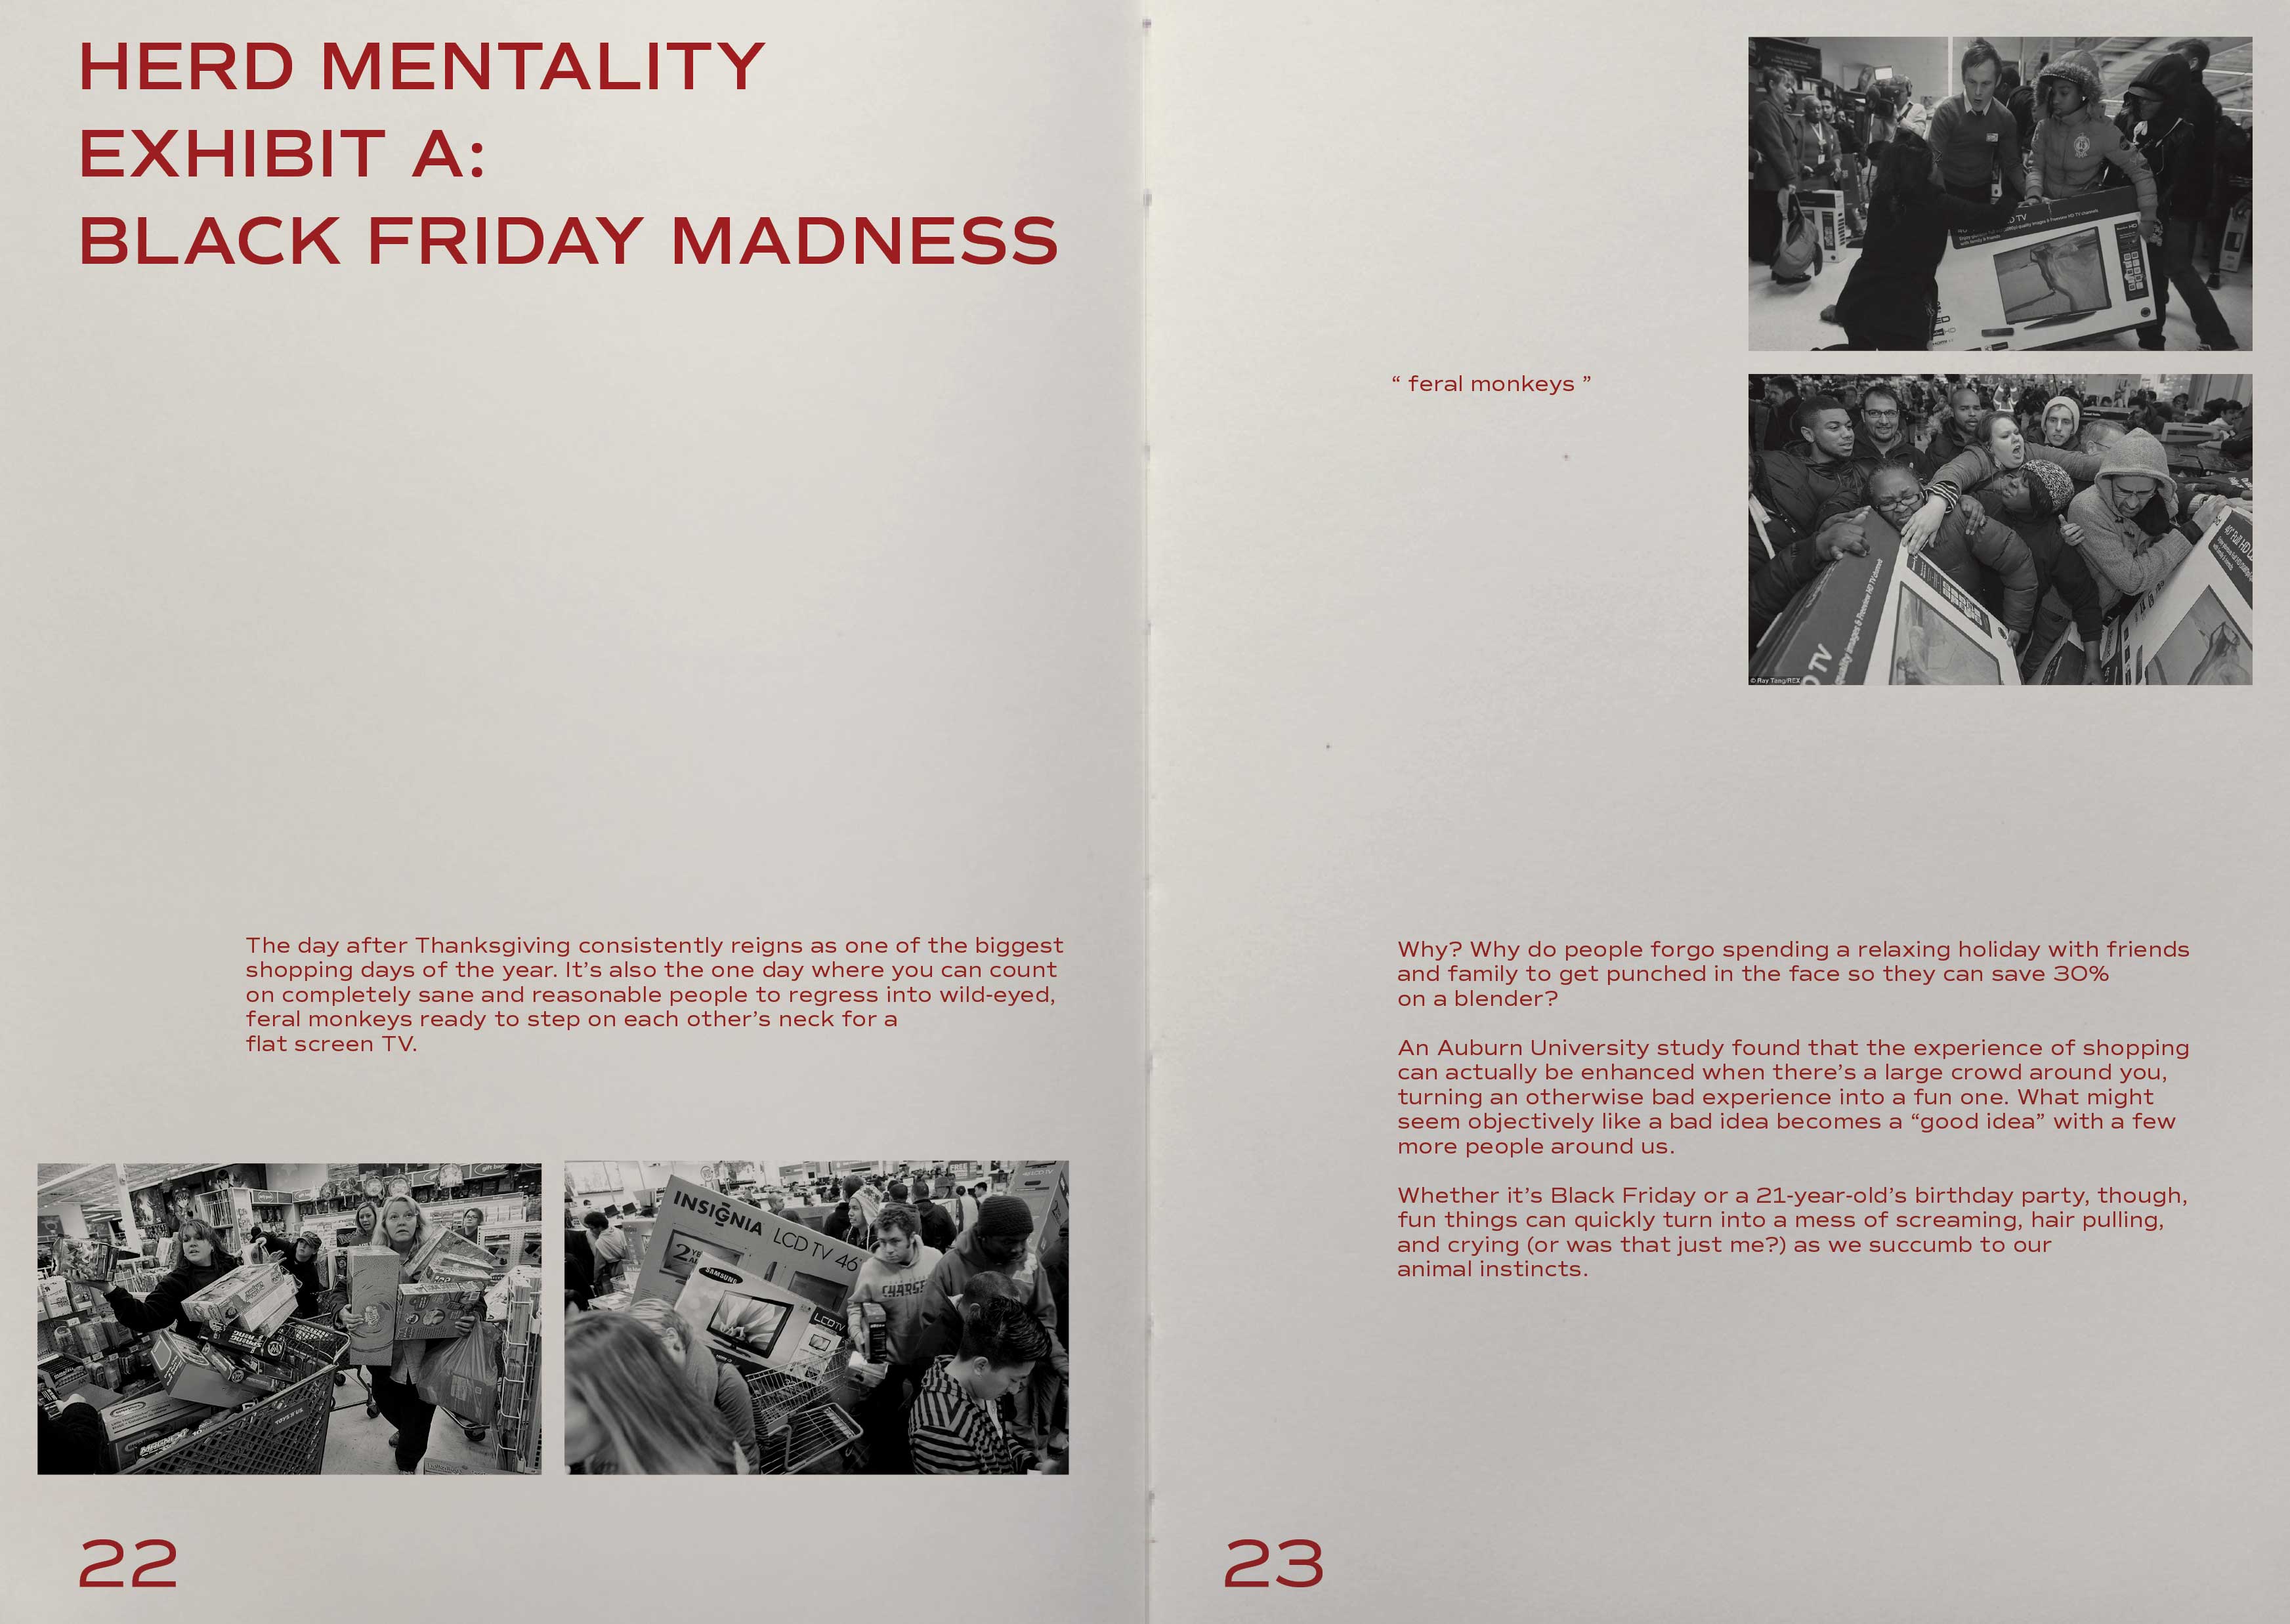 HERD MENTALITY
EXHIBIT A:
BLACK FRIDAY MADNESS
The day after Thanksgiving consistently reigns as one of the biggest
shopping days of the year. It’s also the one day where you can count
on completely sane and reasonable people to regress into wild-eyed,
feral monkeys ready to step on each other’s neck for a
flat screen TV.
INSIGNIA LCD TV 46"
2 YE
SAMSUNG
LCDTV
CHARGE
FREE
22
“ feral monkeys ”
© Ray Tang/REX
Why? Why do people forgo spending a relaxing holiday with friends
and family to get punched in the face so they can save 30%
on a blender?
An Auburn University study found that the experience of shopping
can actually be enhanced when there’s a large crowd around you,
turning an otherwise bad experience into a fun one. What might
seem objectively like a bad idea becomes a “good idea” with a few
more people around us.
Whether it’s Black Friday or a 21-year-old’s birthday party, though,
fun things can quickly turn into a mess of screaming, hair pulling,
and crying (or was that just me?) as we succumb to our
animal instincts.
23